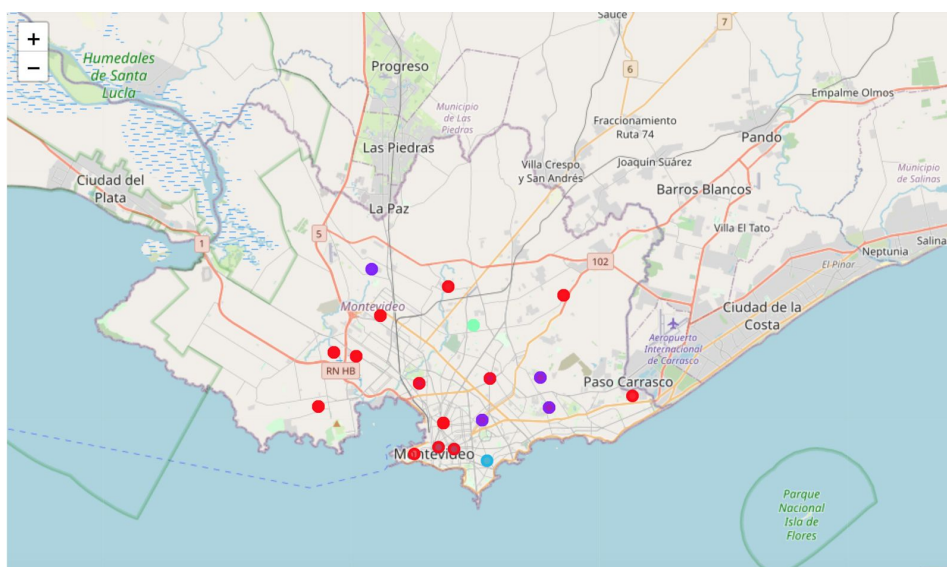 +
−
Sauce
7
Humedales
de Santa
Lucía
Progreso
6
Empalme Olmos
Municipio
de Las
Piedras
Fraccionamiento
Ruta 74
Pando
Las Piedras
Villa Crespo
y San Andrés
Joaquín Suárez
Municipio
de Salinas
Ciudad del
Plata
Barros Blancos
La Paz
Villa El Tato
5
1
Salina
Neptunia
102
El Pinar
Montevideo
Ciudad de la
Costa
Aeropuerto
Internacional
de Carrasco
RN HB
Paso Carrasco
Montevideo
Parque
Nacional
Isla de
Flores